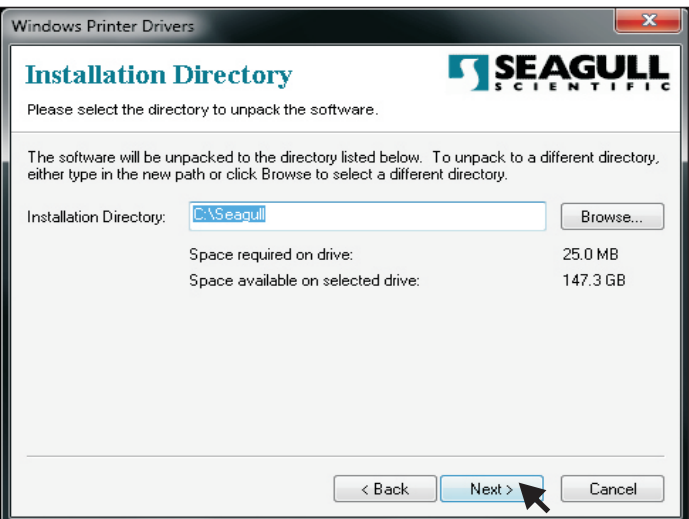 Windows Printer Drivers
Installation Directory
SEAGULL
SCIENTIFIC
Please select the directory to unpack the software.
The software will be unpacked to the directory listed below. To unpack to a different directory,
either type in the new path or click Browse to select a different directory.
Installation Directory: C:\Seagull Browse...
Space required on drive: 25.0 MB
Space available on selected drive: 147.3 GB
< Back Next > Cancel